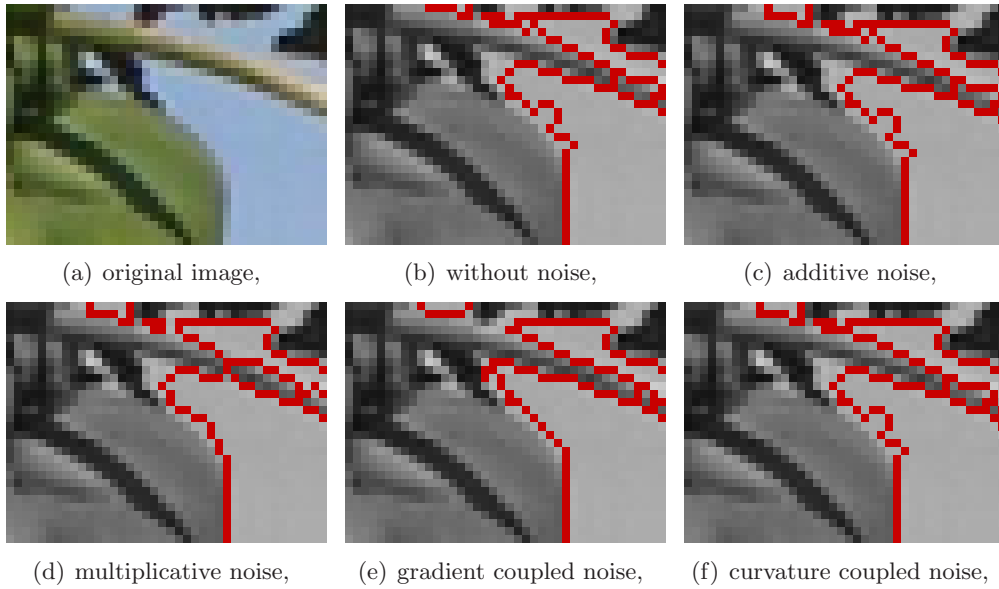 (a) original image,
(b) without noise,
(c) additive noise,
(d) multiplicative noise,
(e) gradient coupled noise,
(f) curvature coupled noise,